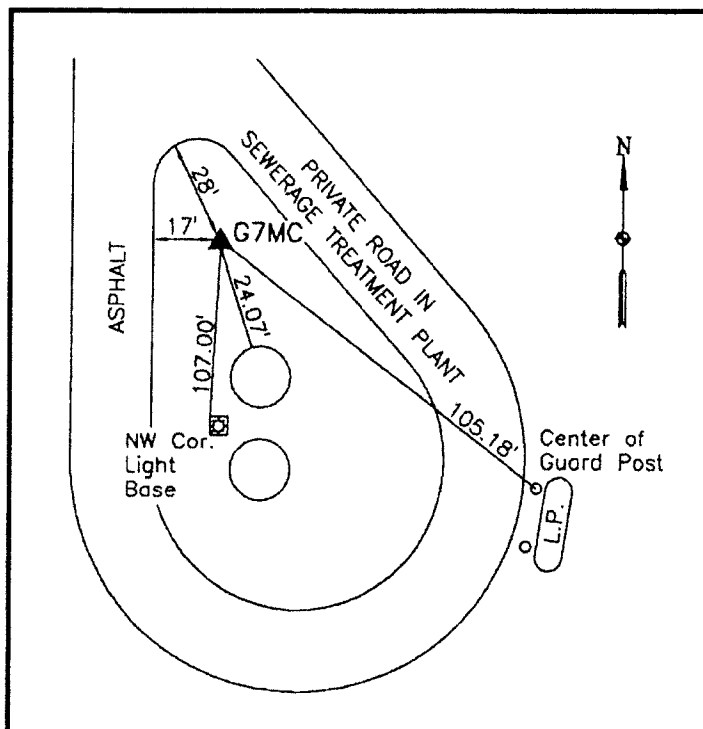 N
PRIVATE ROAD IN
SEWERAGE TREATMENT PLANT
28'
17'
G7MC
ASPHALT
24.07'
107.00'
105.18'
NW Cor.
Light
Base
Center of
Guard Post
L.P.